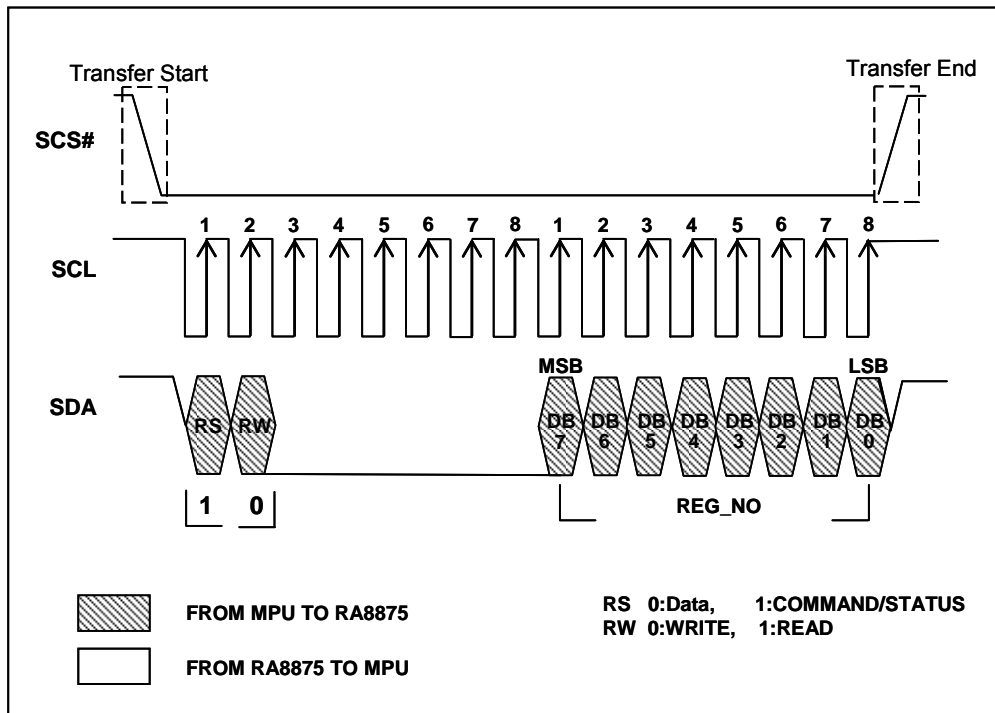 Transfer Start
Transfer End
SCS#
1 2 3 4 5 6 7 8 1 2 3 4 5 6 7 8
SCL
MSB LSB
SDA
RS RW DB 7 DB 6 DB 5 DB 4 DB 3 DB 2 DB 1 DB 0
1 0
REG_NO
FROM MPU TO RA8875
RS 0:Data, 1:COMMAND/STATUS
RW 0:WRITE, 1:READ
FROM RA8875 TO MPU